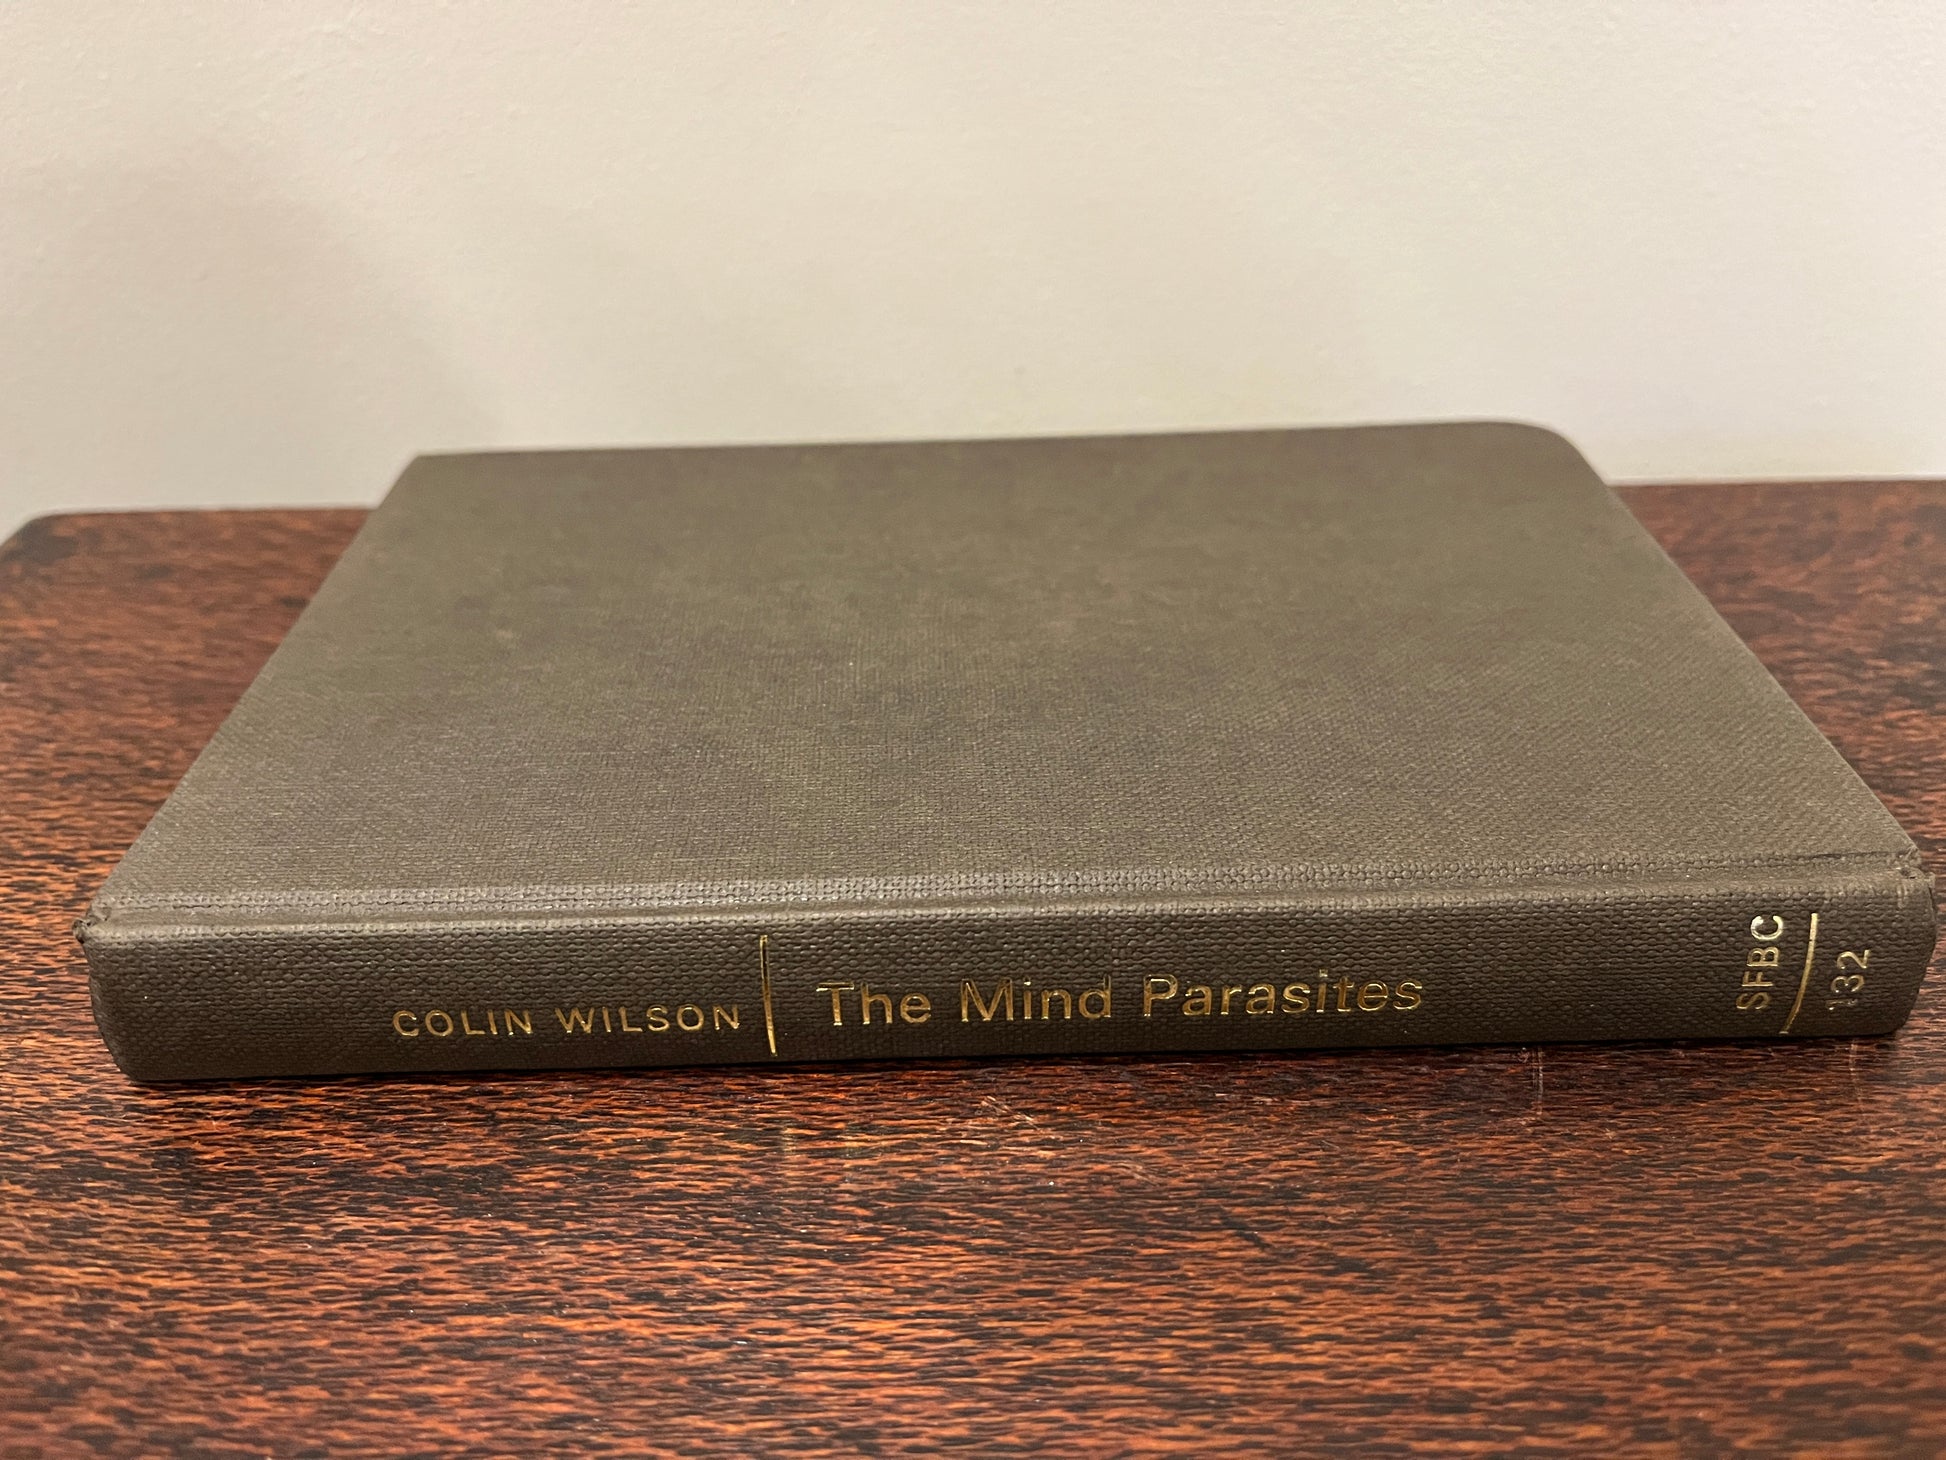 COLIN WILSON
The Mind Parasites
SFBC
132